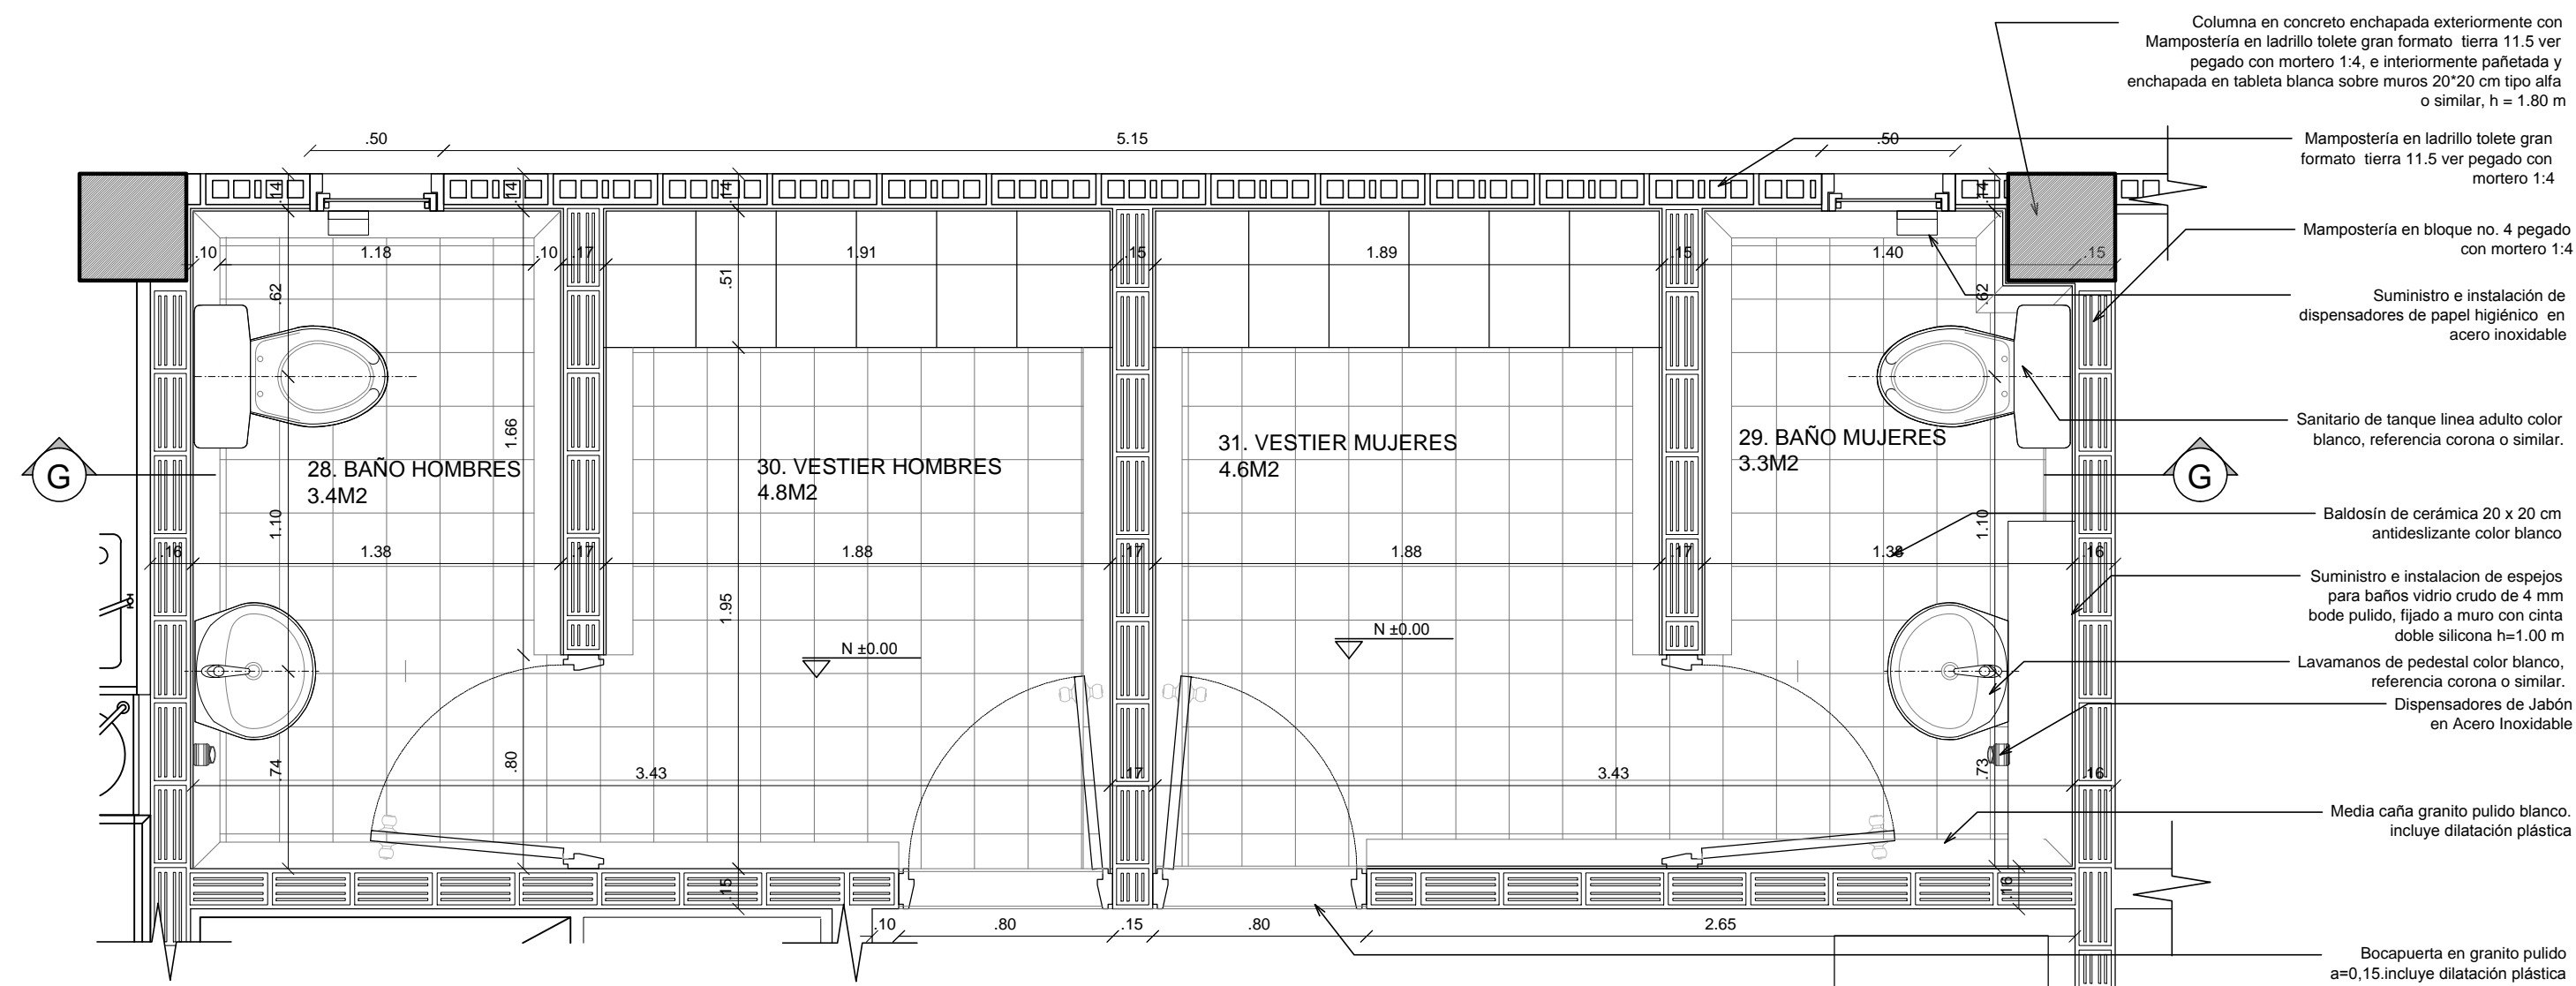 Columna en concreto enchapada exteriormente con
Mampostería en ladrillo tolete gran formato tierra 11.5 ver
pegado con mortero 1:4, e interiormente pañetada y
enchapada en tableta blanca sobre muros 20*20 cm tipo alfa
o similar, h = 1.80 m
.50
5.15
.50
Mampostería en ladrillo tolete gran
formato tierra 11.5 ver pegado con
mortero 1:4
.14
.14
.14
.14
Mampostería en bloque no. 4 pegado
con mortero 1:4
.10
1.18
.10
.17
1.91
.15
1.89
.15
1.40
.15
.62
.51
.62
Suministro e instalación de
dispensadores de papel higiénico en
acero inoxidable
Sanitario de tanque linea adulto color
blanco, referencia corona o similar.
1.66
28. BAÑO HOMBRES
3.4M2
30. VESTIER HOMBRES
4.8M2
31. VESTIER MUJERES
4.6M2
29. BAÑO MUJERES
3.3M2
G
G
1.10
1.10
Baldosín de cerámica 20 x 20 cm
antideslizante color blanco
.16
1.38
.17
1.88
.17
1.88
.17
1.38
.16
Suministro e instalacion de espejos
para baños vidrio crudo de 4 mm
bode pulido, fijado a muro con cinta
doble silicona h=1.00 m
1.95
N ±0.00
N ±0.00
Lavamanos de pedestal color blanco,
referencia corona o similar.
Dispensadores de Jabón
en Acero Inoxidable
.74
.80
3.43
.17
3.43
.73
.16
Media caña granito pulido blanco.
incluye dilatación plástica
.15
.16
.10
.80
.15
.80
2.65
Bocapuerta en granito pulido
a=0,15.incluye dilatación plástica